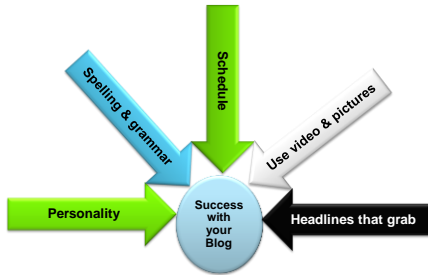 Schedule
Spelling & grammar
Use video & pictures
Personality
Success
with
your
Blog
Headlines that grab